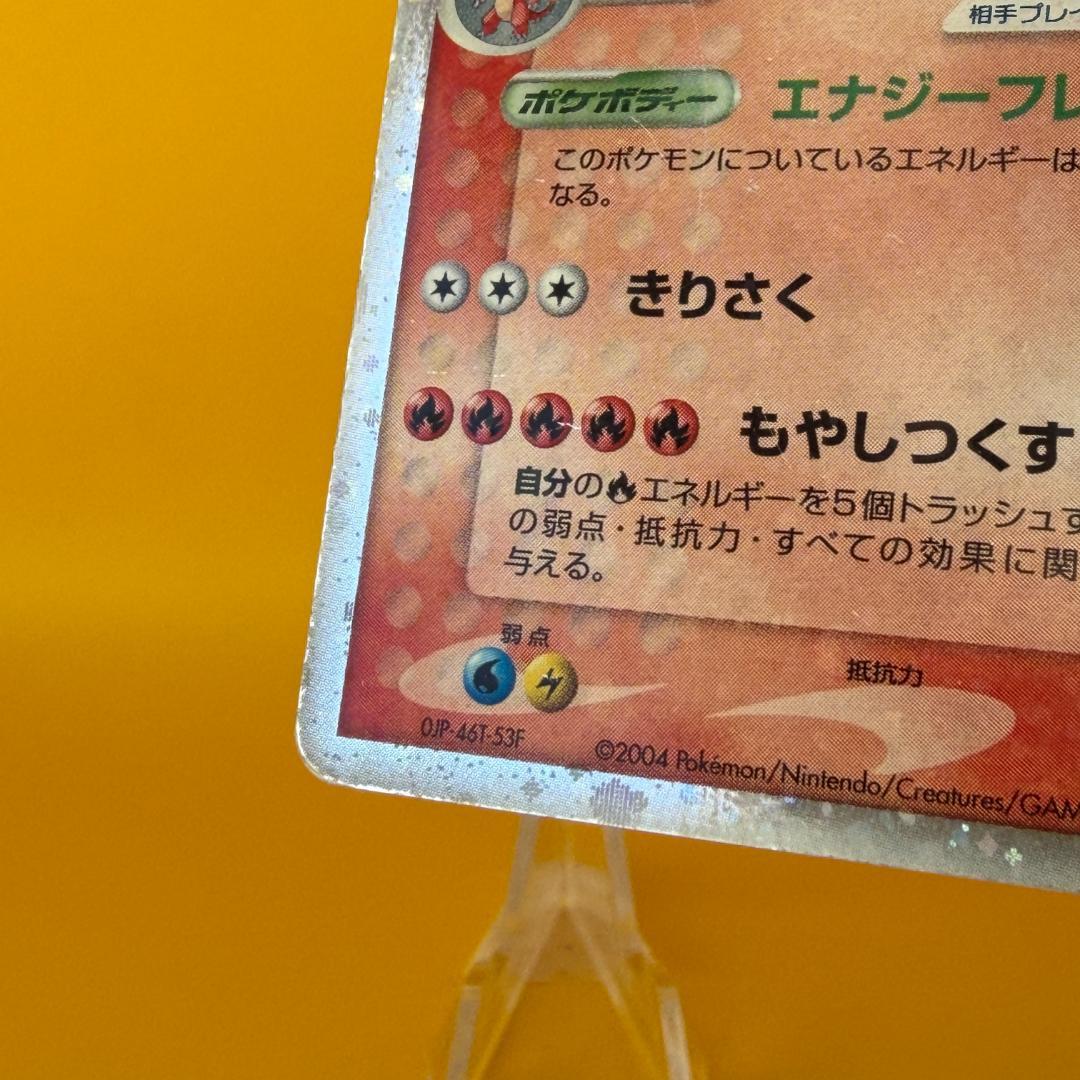 相手プレイ
ポケボディー エナジーフレ
このポケモンについているエネルギーは
なる。
きりさく
もやしつくす
自分のエネルギーを5個トラッシュす
の弱点・抵抗力・すべての効果に関
与える。
弱点
抵抗力
0JP-46T-53F
©2004 Pokémon/Nintendo/Creatures/GAM